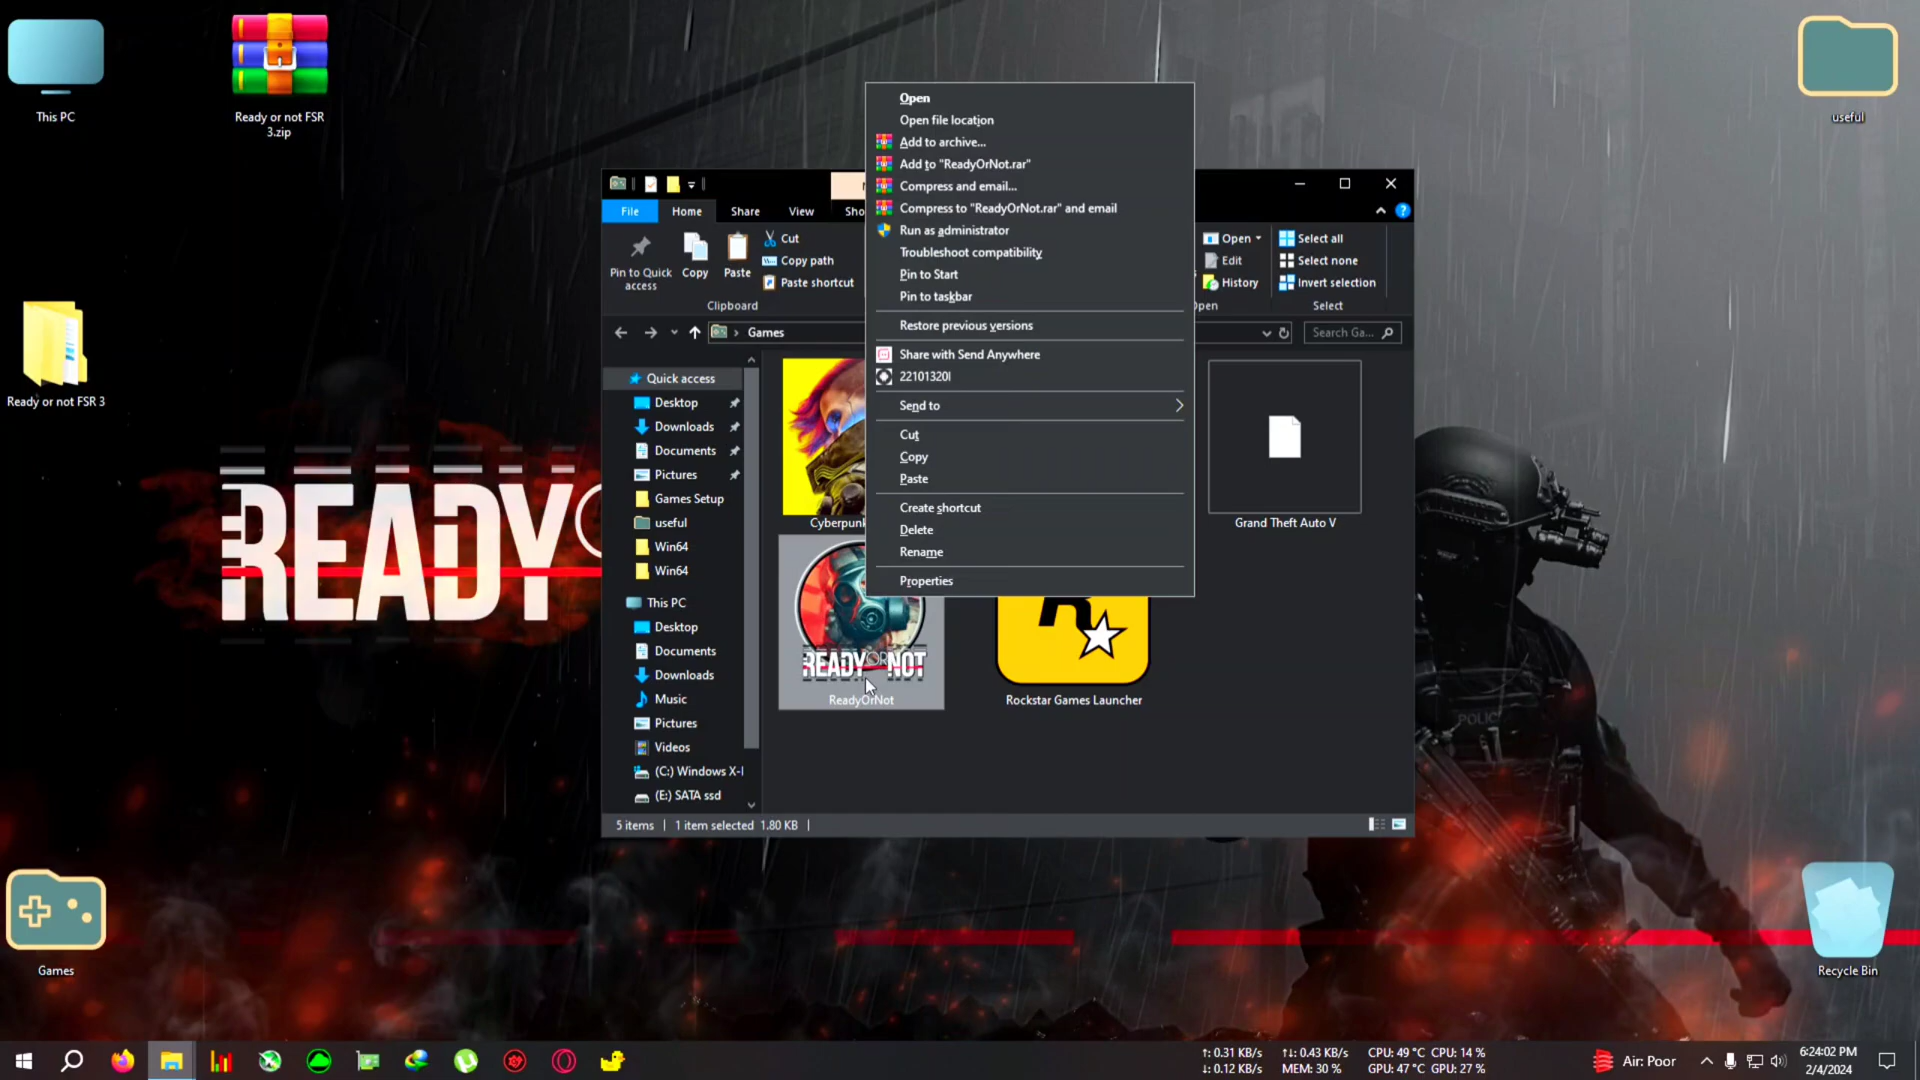 This PC
Ready or not FSR
3.zip
useful
Ready or not FSR 3
READY
Games
Recycle Bin
File
Home
Share
View
Sho
Pin to Quick
access
Copy
Paste
Cut
Copy path
Paste shortcut
Clipboard
Open
Edit
History
Open
Select all
Select none
Invert selection
Select
Games
Search Ga...
Quick access
Desktop
Downloads
Documents
Pictures
Games Setup
useful
Win64
Win64
This PC
Desktop
Documents
Downloads
Music
Pictures
Videos
(C:) Windows X-l
(E:) SATA ssd
Cyberpunk
Grand Theft Auto V
READY OR NOT
ReadyOrNot
R
Rockstar Games Launcher
5 items
1 item selected 1.80 KB
Open
Open file location
Add to archive...
Add to "ReadyOrNot.rar"
Compress and email...
Compress to "ReadyOrNot.rar" and email
Run as administrator
Troubleshoot compatibility
Pin to Start
Pin to taskbar
Restore previous versions
Share with Send Anywhere
22101320I
Send to
Cut
Copy
Paste
Create shortcut
Delete
Rename
Properties
POLICE
↑: 0.31 KB/s ↑↓: 0.43 KB/s CPU: 49 °C CPU: 14 %
↓: 0.12 KB/s MEM: 30 % GPU: 47 °C GPU: 27 %
Air: Poor
6:24:02 PM
2/4/2024